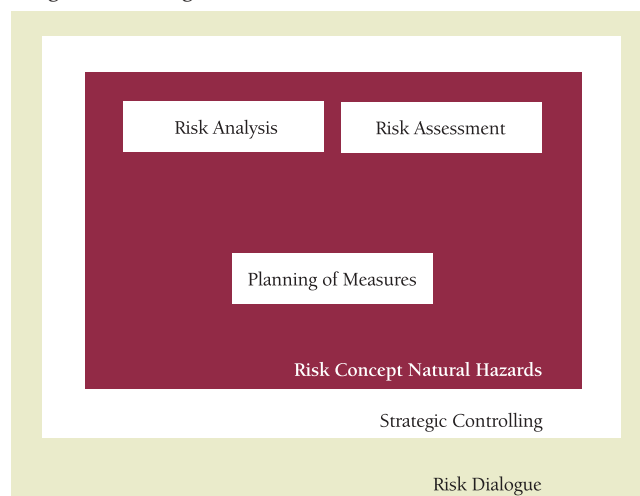 Risk Analysis
Risk Assessment
Planning of Measures
Risk Concept Natural Hazards
Strategic Controlling
Risk Dialogue